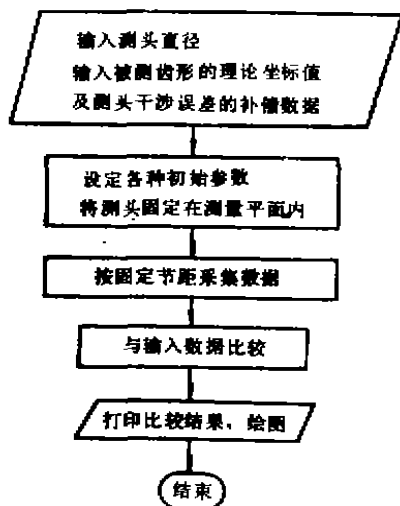 输入测头直径
输入被测齿形的理论坐标值
及测头干涉误差的补偿数据
设定各种初始参数
将测头固定在测量平面内
按固定节距采集数据
与输入数据比较
打印比较结果，绘图
结束